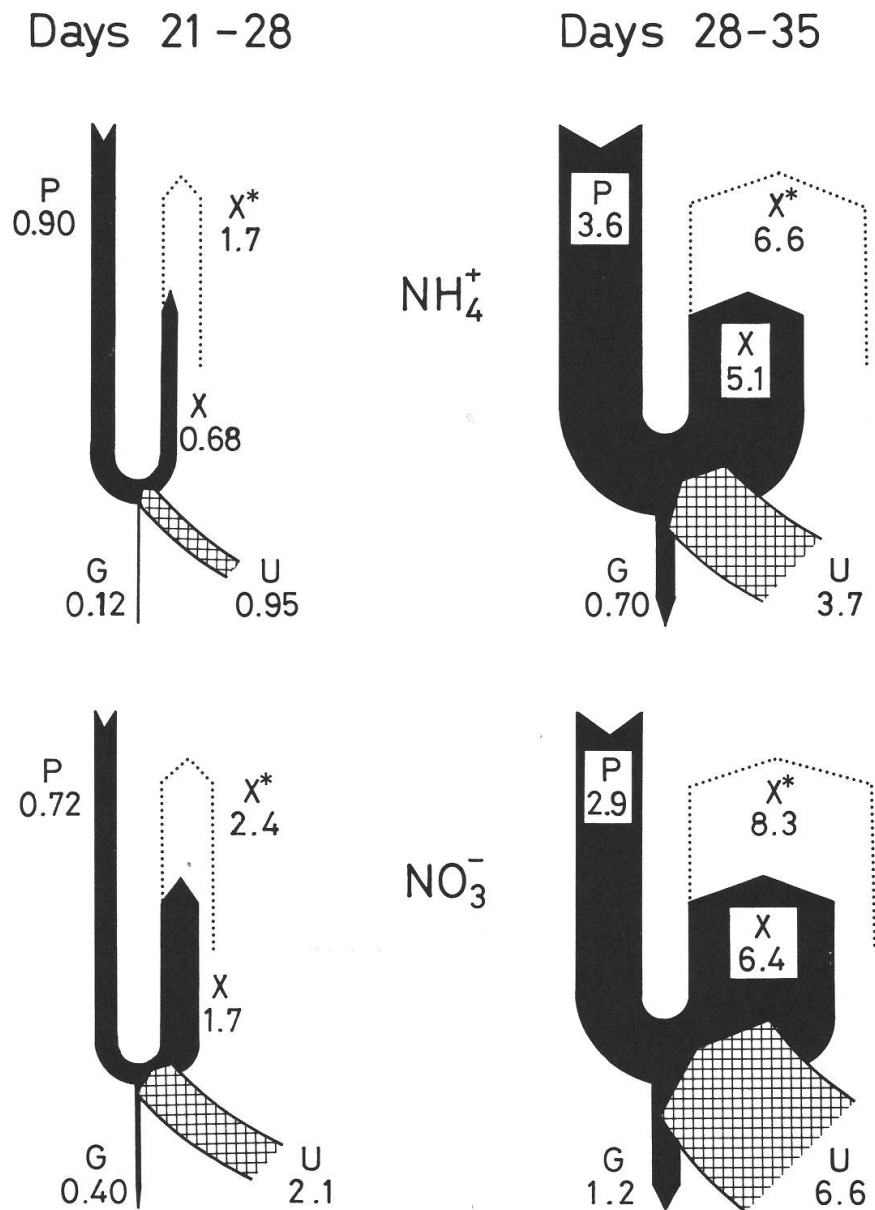 Days 21-28
Days 28-35
P
0.90
X*
1.7
X
0.68
G
0.12
U
0.95
NH₄⁺
P
3.6
X*
6.6
X
5.1
G
0.70
U
3.7
P
0.72
X*
2.4
X
1.7
G
0.40
U
2.1
NO₃⁻
P
2.9
X*
8.3
X
6.4
G
1.2
U
6.6